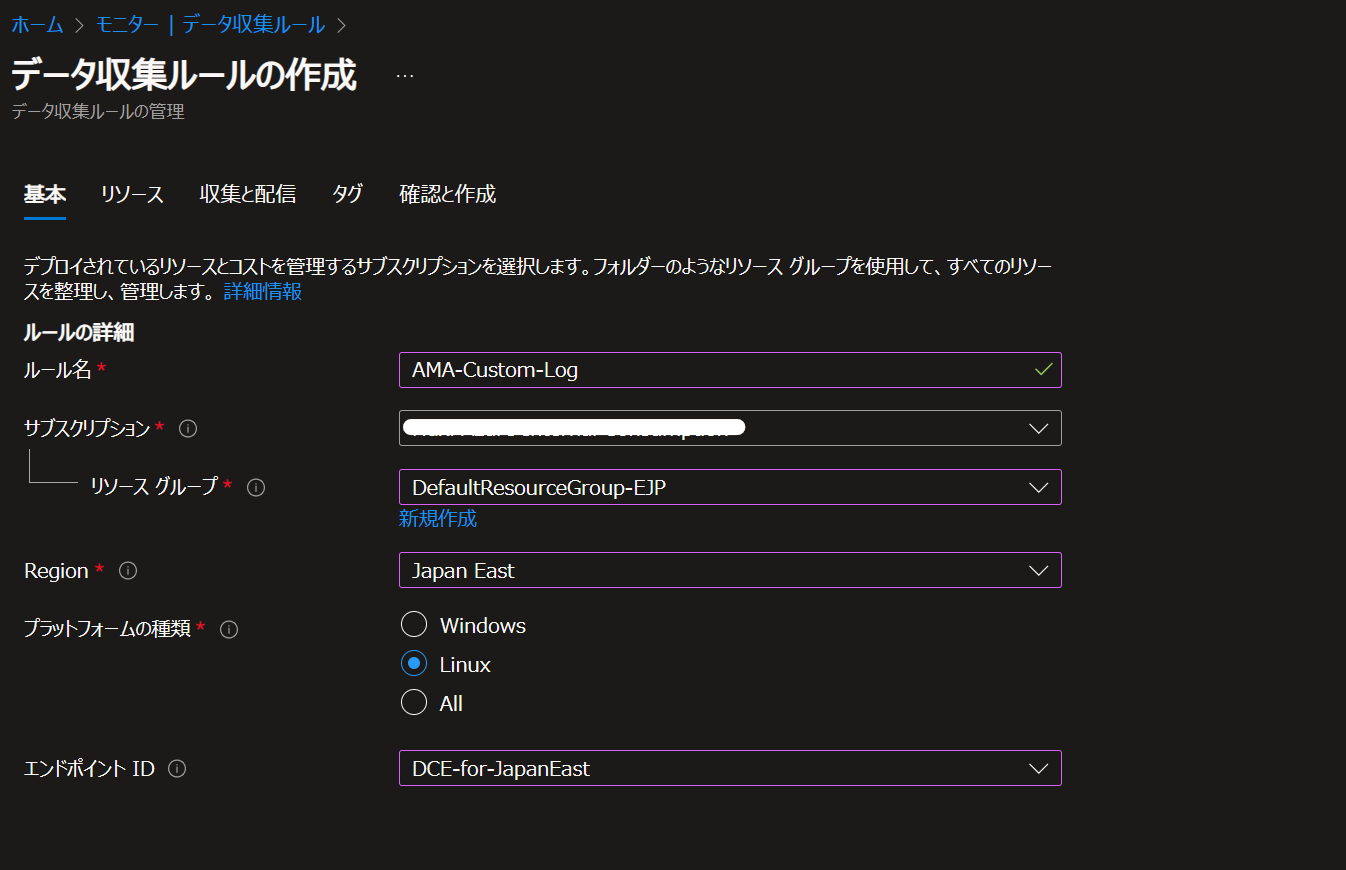 ホーム > モニター | データ収集ルール >
データ収集ルールの作成 ...
データ収集ルールの管理
基本 リソース 収集と配信 タグ 確認と作成
デプロイされているリソースとコストを管理するサブスクリプションを選択します。フォルダーのようなリソース グループを使用して、すべてのリソー
スを整理し、管理します。 詳細情報
ルールの詳細
ルール名 * AMA-Custom-Log
サブスクリプション *
リソース グループ * DefaultResourceGroup-EJP
新規作成
Region * Japan East
プラットフォームの種類 * Windows
Linux
All
エンドポイント ID DCE-for-JapanEast